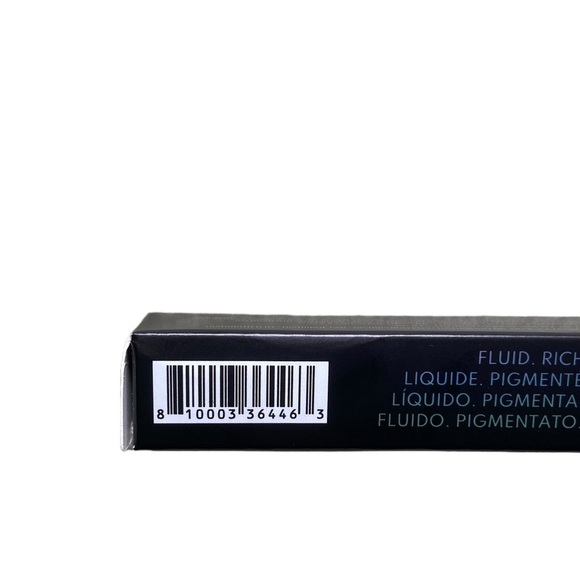 8 10003 36446 3
FLUID. RICH
LIQUIDE. PIGMENTE
LÍQUIDO. PIGMENTA
FLUIDO. PIGMENTATO,